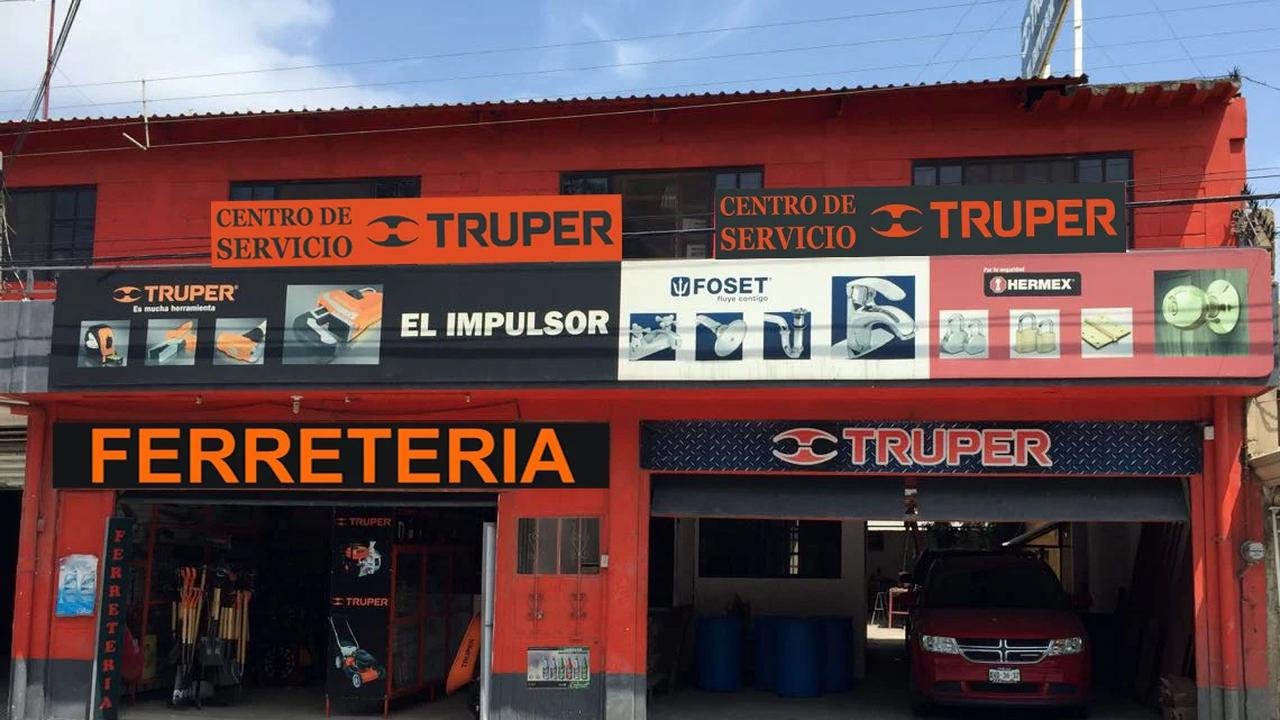 CENTRO DE
SERVICIO
TRUPER
CENTRO DE
SERVICIO
TRUPER
TRUPER
Es mucha herramienta
EL IMPULSOR
FOSET
fluye contigo
Por tu seguridad
HERMEX
FERRETERIA
TRUPER
FERRETERIA
TRUPER
TRUPER
TRUPER